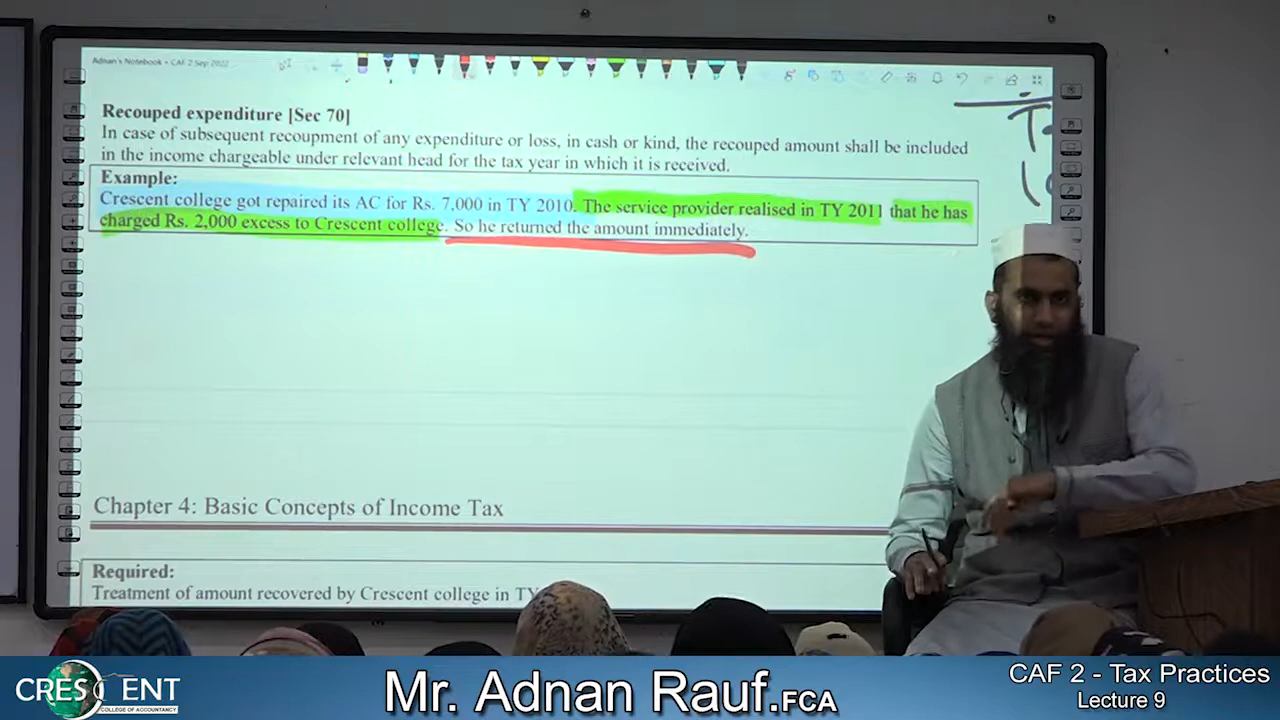 Adnan's Notebook » CAF 2 Sep 2022
Recouped expenditure [Sec 70]
In case of subsequent recoupment of any expenditure or loss, in cash or kind, the recouped amount shall be included
in the income chargeable under relevant head for the tax year in which it is received.
Example:
Crescent college got repaired its AC for Rs. 7,000 in TY 2010. The service provider realised in TY 2011 that he has
charged Rs. 2,000 excess to Crescent college. So he returned the amount immediately.
Chapter 4: Basic Concepts of Income Tax
Required:
Treatment of amount recovered by Crescent college in TY
CRESCENT
COLLEGE OF ACCOUNTANCY
Mr. Adnan Rauf.FCA
CAF 2 - Tax Practices
Lecture 9